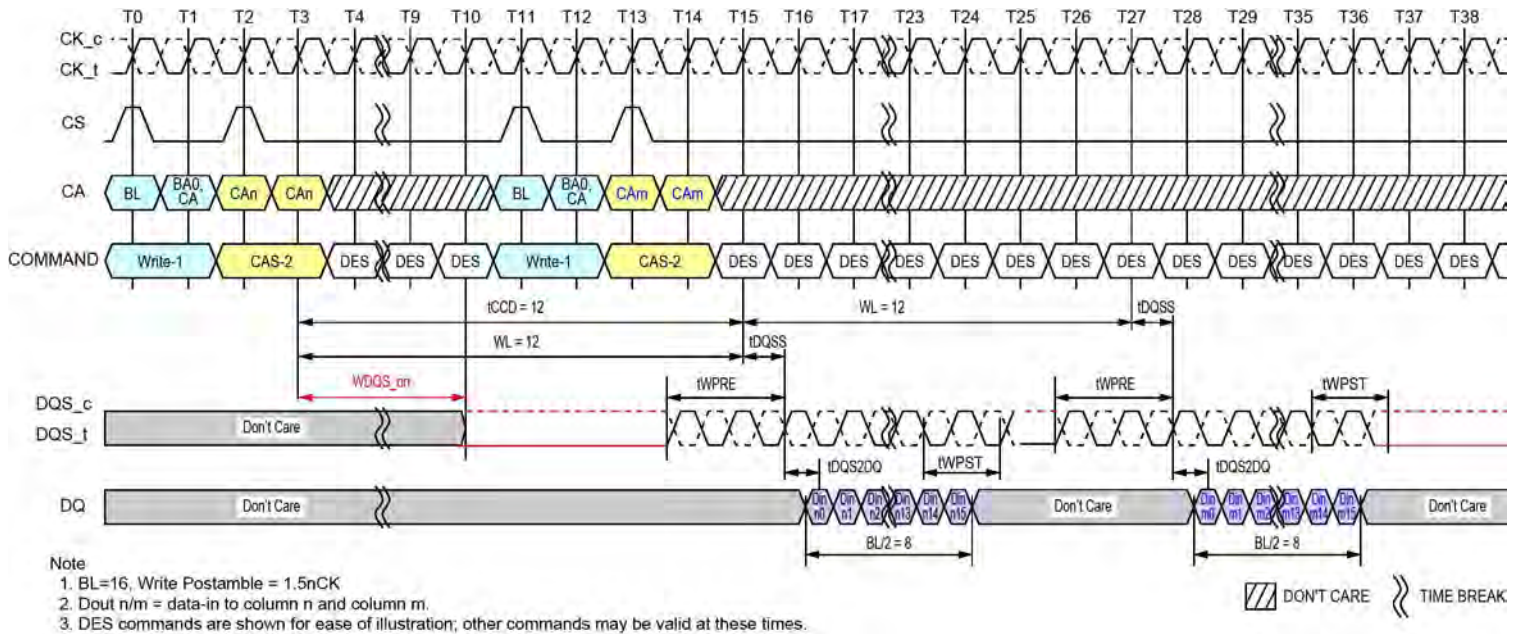 T0 T1 T2 T3 T4 T9 T10 T11 T12 T13 T14 T15 T16 T17 T23 T24 T25 T26 T27 T28 T29 T35 T36 T37 T38
CK_c
CK_t
CS
CA BL BA0, CA CAn CAn BL BA0, CA CAm CAm
COMMAND Write-1 CAS-2 DES DES DES Write-1 CAS-2 DES DES DES DES DES DES DES DES DES DES DES DES DES DES
tCCD = 12 WL = 12 tDQSS
WL = 12 tDQSS
WDQS_on tWPRE tWPRE tWPST
DQS_c
DQS_t Don't Care
tDQS2DQ tWPST tDQS2DQ
DQ Don't Care Din n0 Din n1 Din n2 Din n13 Din n14 Din n15 Don't Care Din m0 Din m1 Din m2 Din m13 Din m14 Din m15 Don't Care
BL/2 = 8 BL/2 = 8
Note
1. BL=16, Write Postamble = 1.5nCK
2. Dout n/m = data-in to column n and column m.
3. DES commands are shown for ease of illustration; other commands may be valid at these times.
DON'T CARE TIME BREAK